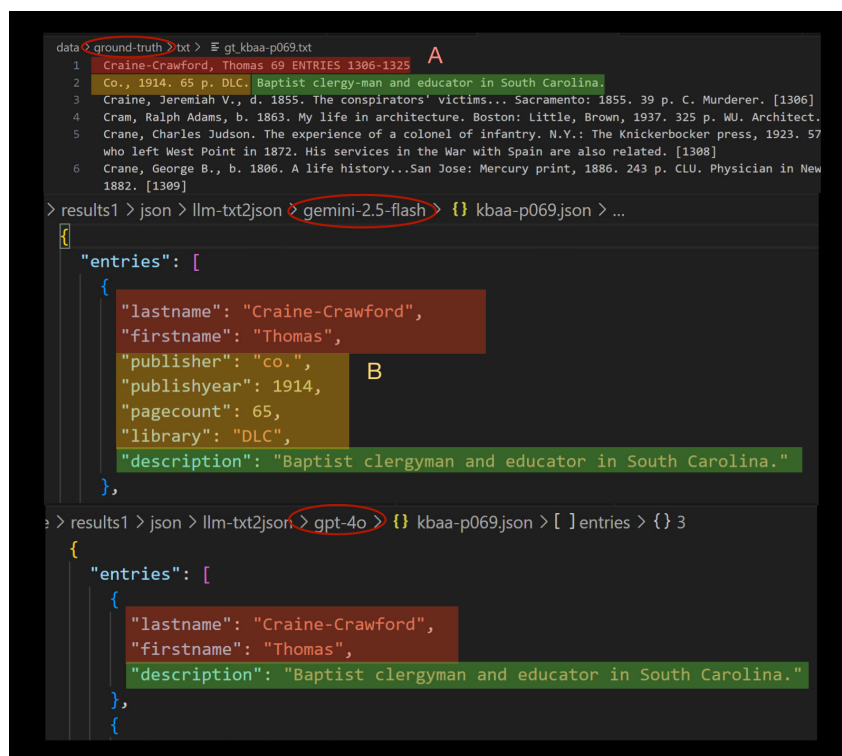 data > ground-truth > txt > gt_kbaa-p069.txt
A
1 Craine-Crawford, Thomas 69 ENTRIES 1306-1325
2 Co., 1914. 65 p. DLC. Baptist clergy-man and educator in South Carolina.
3 Craine, Jeremiah V., d. 1855. The conspirators' victims... Sacramento: 1855. 39 p. C. Murderer. [1306]
4 Cram, Ralph Adams, b. 1863. My life in architecture. Boston: Little, Brown, 1937. 325 p. WU. Architect.
5 Crane, Charles Judson. The experience of a colonel of infantry. N.Y.: The Knickerbocker press, 1923. 57
who left West Point in 1872. His services in the War with Spain are also related. [1308]
6 Crane, George B., b. 1806. A life history...San Jose: Mercury print, 1886. 243 p. CLU. Physician in New
1882. [1309]
> results1 > json > llm-txt2json > gemini-2.5-flash > {} kbaa-p069.json > ...
{
"entries": [
{
"lastname": "Craine-Crawford",
"firstname": "Thomas",
"publisher": "co.",
B
"publishyear": 1914,
"pagecount": 65,
"library": "DLC",
"description": "Baptist clergyman and educator in South Carolina."
},
> results1 > json > llm-txt2json > gpt-4o > {} kbaa-p069.json > [ ] entries > {} 3
{
"entries": [
{
"lastname": "Craine-Crawford",
"firstname": "Thomas",
"description": "Baptist clergyman and educator in South Carolina."
},
{